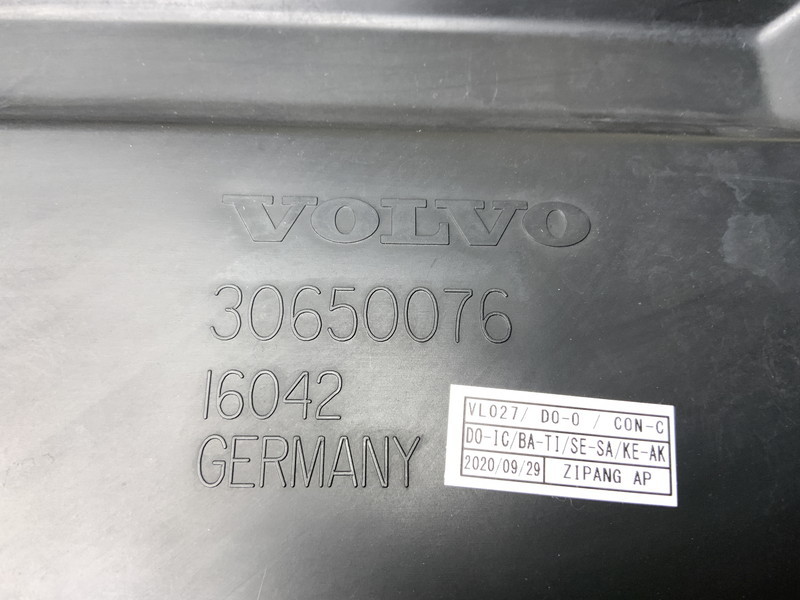 VOLVO
30650076
16042
GERMANY
VL027/ DO-O / CON-C
DO-IC/BA-TI/SE-SA/KE-AK
2020/09/29 ZIPANG AP